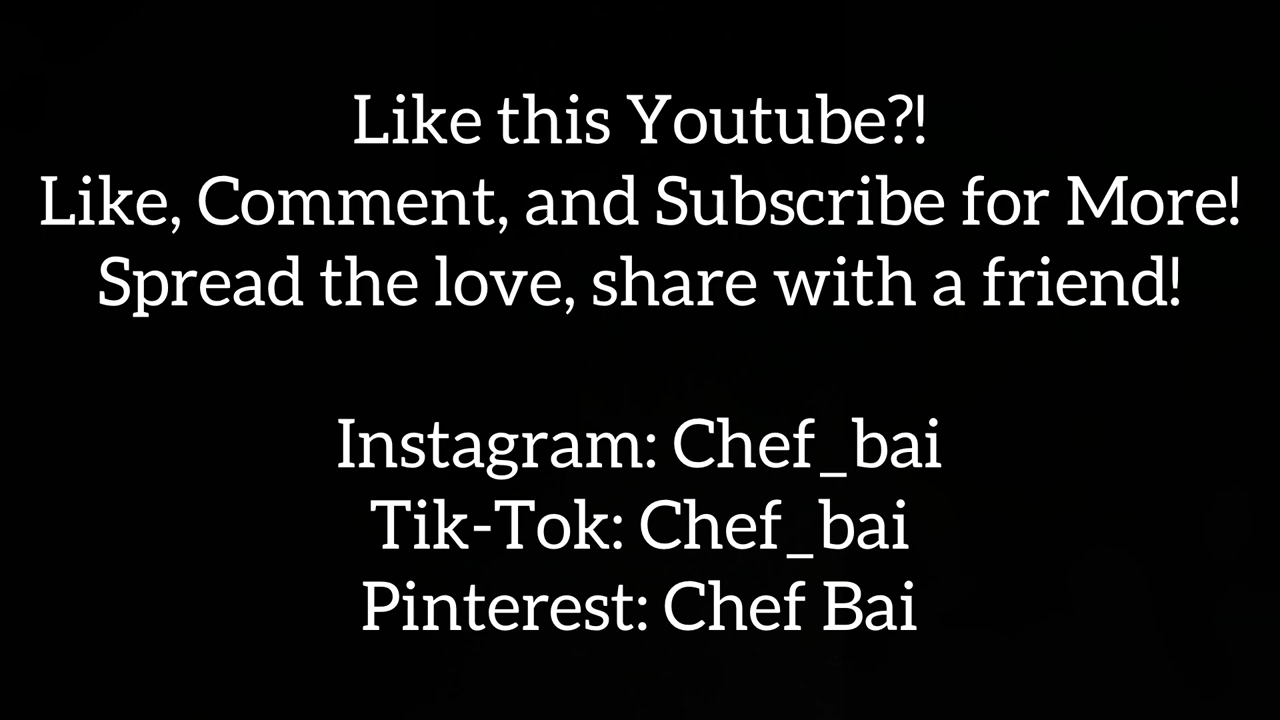 Like this Youtube?!
Like, Comment, and Subscribe for More!
Spread the love, share with a friend!
Instagram: Chef_bai
Tik-Tok: Chef_bai
Pinterest: Chef Bai